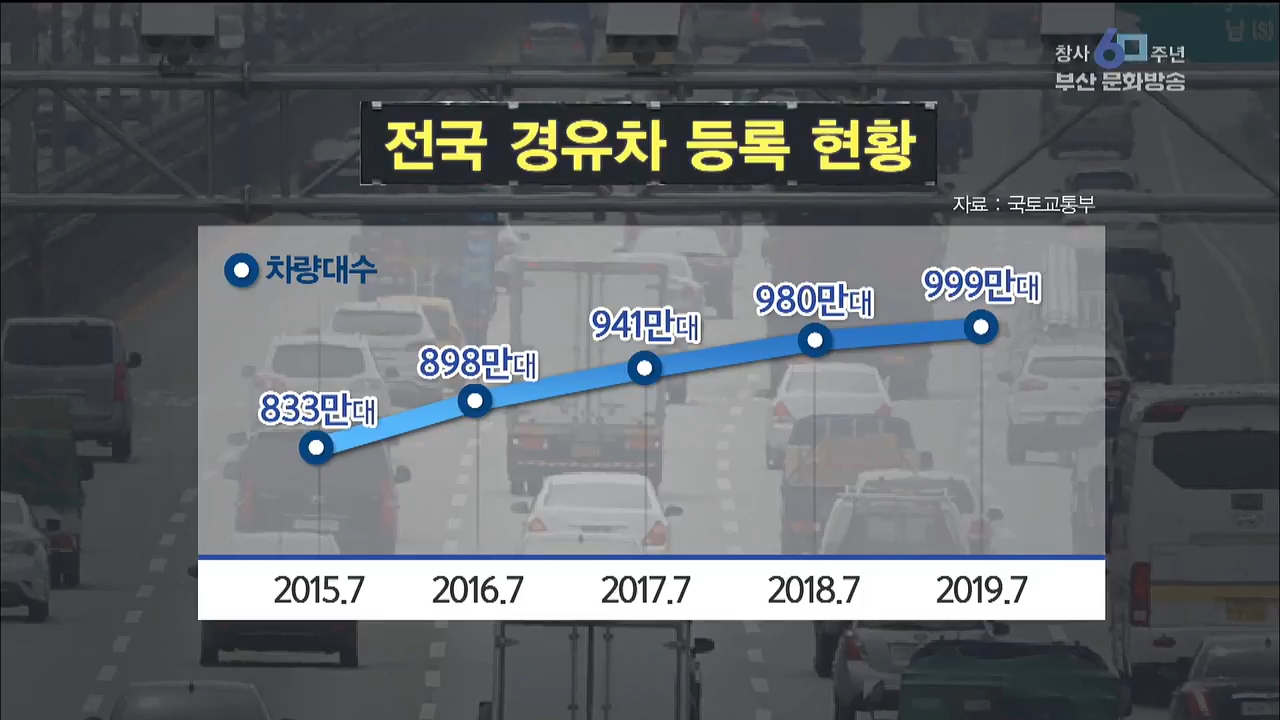 남 (S)
창사 60 주년
부산 문화방송
전국 경유차 등록 현황
자료 : 국토교통부
차량대수
833만대
898만대
941만대
980만대
999만대
2015.7
2016.7
2017.7
2018.7
2019.7